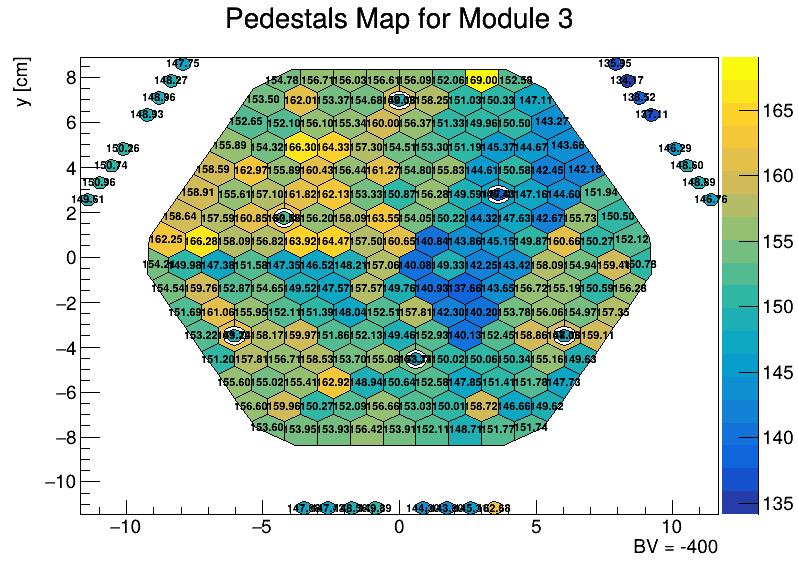 Pedestals Map for Module 3
y [cm]
147.75 135.95
148.27 134.17
148.96 138.52
148.93 137.11
150.26 146.29
150.74 148.60
150.96 148.89
149.61 146.76
154.78 156.71 156.03 156.61 156.09 152.06 169.00 152.58
153.50 162.01 153.37 154.68 158.25 151.03 150.33 147.11
152.65 152.10 156.10 155.34 160.00 156.37 151.33 149.96 150.50 143.27
155.89 154.32 166.30 164.33 157.30 154.51 153.30 151.19 154.37 144.67 143.66
158.59 162.97 155.89 160.43 156.44 161.27 154.80 155.83 144.61 150.58 142.45 142.18
158.91 155.61 157.10 161.82 162.13 155.33 150.87 156.28 149.59 147.16 144.60 151.94
158.64 157.59 160.85 156.20 158.09 163.55 154.05 150.22 144.32 147.63 142.67 155.73 150.50
162.25 166.28 158.09 156.82 163.92 164.47 157.50 160.65 140.84 143.86 145.15 149.87 160.66 150.27 152.12
154.21 149.98 147.38 151.58 147.35 146.52 148.21 157.06 140.08 149.33 142.25 143.42 158.09 154.94 159.41 150.78
154.54 159.76 152.87 154.65 149.52 147.57 157.57 149.76 140.93 137.66 143.65 156.72 155.19 150.59 156.28
151.69 161.06 155.95 152.11 151.39 148.04 152.51 157.81 142.30 140.20 153.78 156.06 154.97 157.35
153.22 158.17 159.97 151.86 152.13 149.46 152.93 140.13 152.45 158.86 159.11
151.20 157.81 156.71 158.53 153.70 155.08 150.02 150.06 150.34 155.16 149.63
155.60 155.02 155.41 162.92 148.94 150.64 152.58 147.85 151.41 151.78 147.73
156.60 159.96 150.27 152.09 156.66 153.03 150.01 158.72 146.66 149.62
153.60 153.95 153.93 156.42 153.91 152.11 148.71 151.77 151.74
162.68
8
6
4
2
0
−2
−4
−6
−8
−10
−10 −5 0 5 10
165
160
155
150
145
140
135
BV = -400